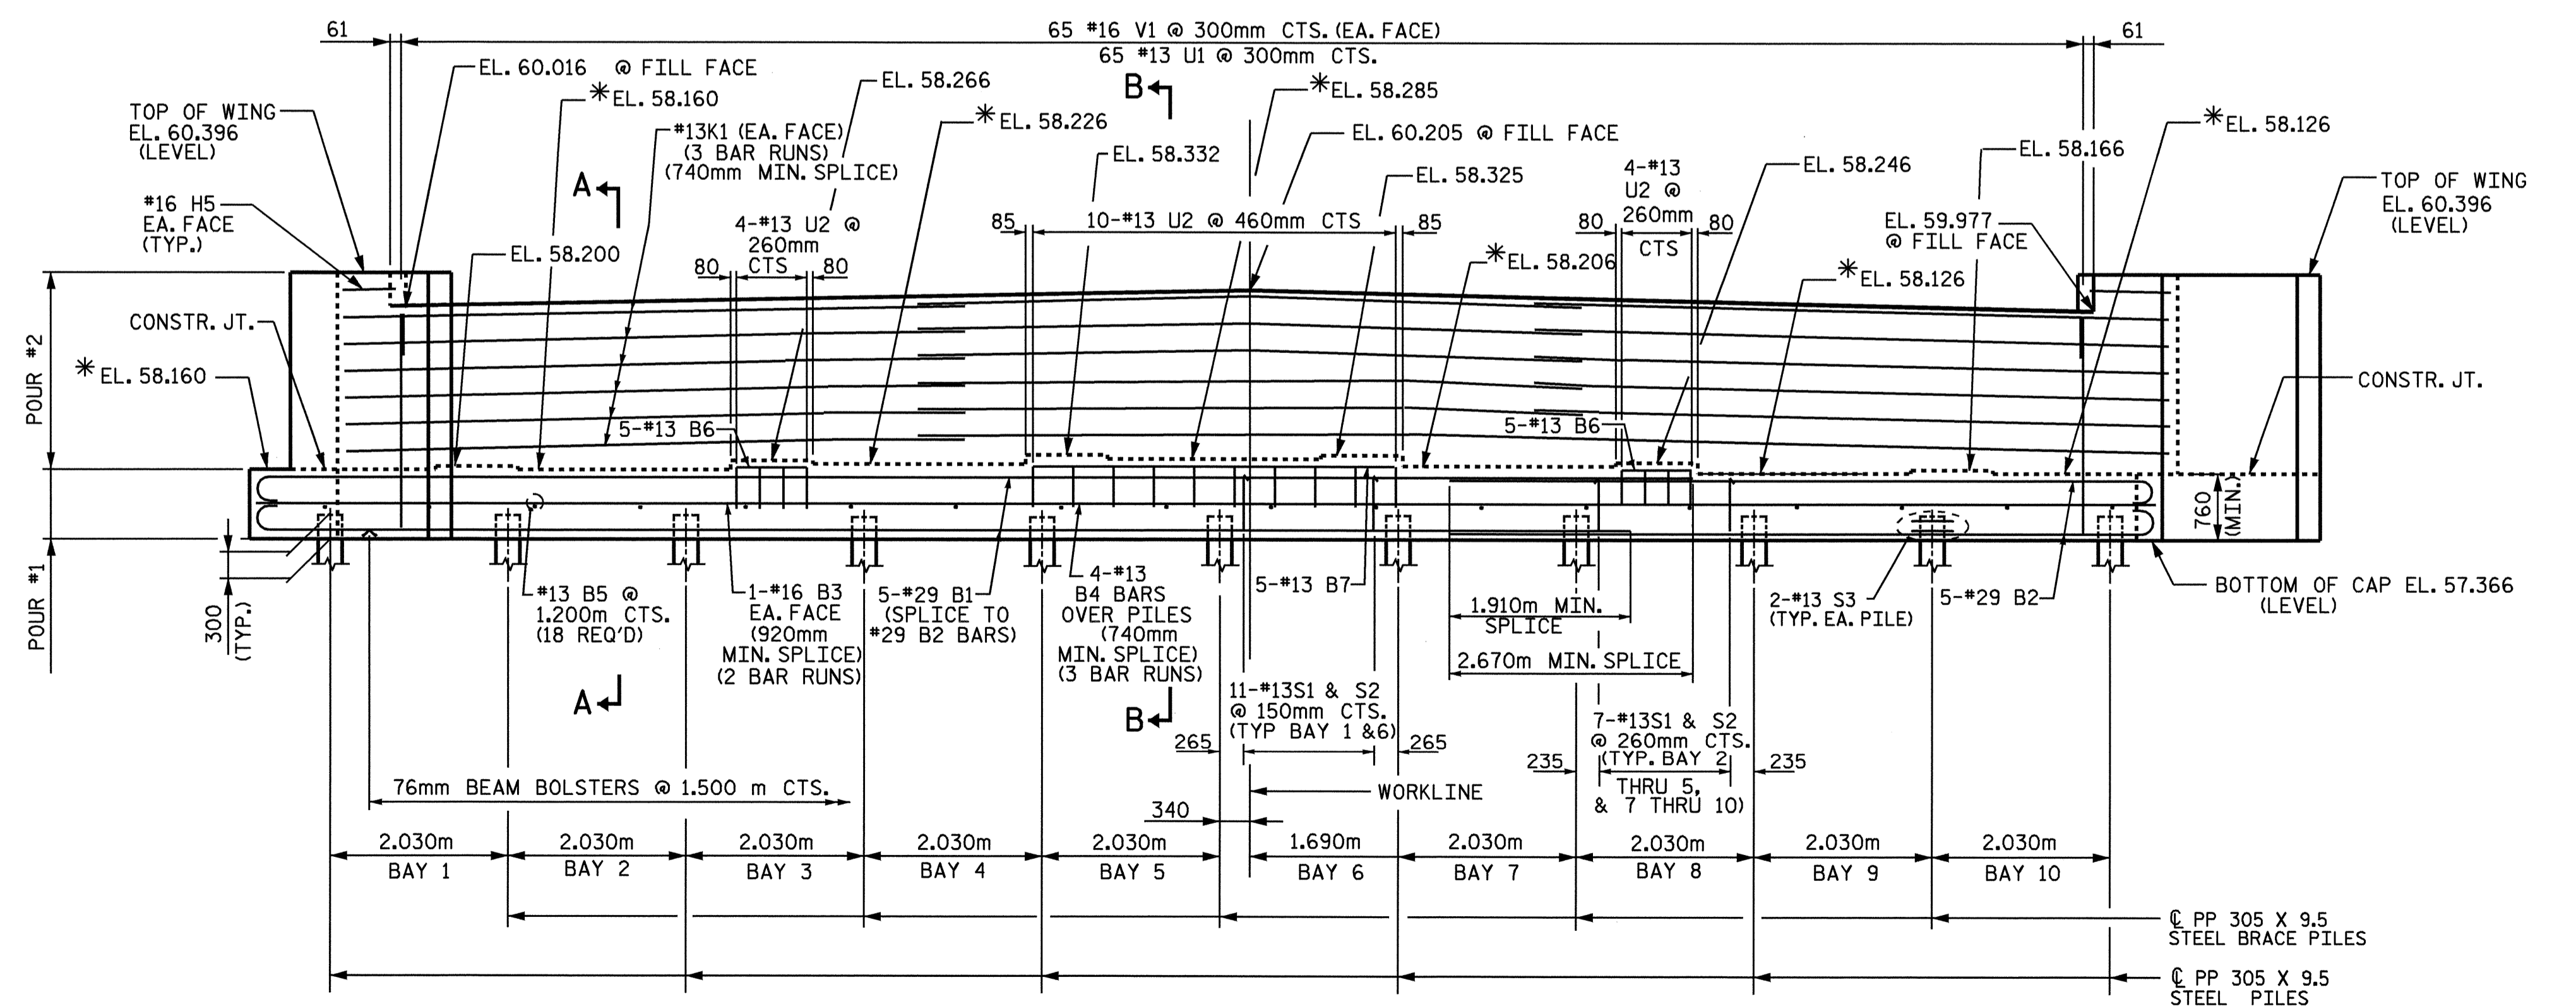 61
65 #16 V1 @ 300mm CTS. (EA. FACE)
65 #13 U1 @ 300mm CTS.
61
EL. 60.016 @ FILL FACE
*EL. 58.160
TOP OF WING
EL. 60.396
(LEVEL)
#13K1 (EA. FACE)
(3 BAR RUNS)
(740mm MIN. SPLICE)
EL. 58.266
*EL. 58.226
B
*EL. 58.285
EL. 60.205 @ FILL FACE
EL. 58.332
EL. 58.325
4-#13
U2 @
260mm
CTS
EL. 58.246
EL. 58.166
*EL. 58.126
TOP OF WING
EL. 60.396
(LEVEL)
A
#16 H5
EA. FACE
(TYP.)
EL. 58.200
4-#13 U2 @
260mm
CTS
80
80
85
10-#13 U2 @ 460mm CTS
85
80
80
*EL. 58.206
EL. 59.977
@ FILL FACE
*EL. 58.126
CONSTR. JT.
*EL. 58.160
POUR #2
5-#13 B6
5-#13 B6
CONSTR. JT.
760
(MIN.)
POUR #1
300
(TYP.)
#13 B5 @
1.200m CTS.
(18 REQ'D)
1-#16 B3
EA. FACE
(920mm
MIN. SPLICE)
(2 BAR RUNS)
5-#29 B1
(SPLICE TO
#29 B2 BARS)
4-#13
B4 BARS
OVER PILES
(740mm
MIN. SPLICE)
(3 BAR RUNS)
5-#13 B7
1.910m MIN.
SPLICE
2.670m MIN. SPLICE
2-#13 S3
(TYP. EA. PILE)
5-#29 B2
BOTTOM OF CAP EL. 57.366
(LEVEL)
A
B
11-#13S1 & S2
@ 150mm CTS.
(TYP BAY 1 &6)
265
265
7-#13S1 & S2
@ 260mm CTS.
(TYP. BAY 2
THRU 5,
& 7 THRU 10)
235
235
76mm BEAM BOLSTERS @ 1.500 m CTS.
WORKLINE
340
2.030m
2.030m
2.030m
2.030m
2.030m
1.690m
2.030m
2.030m
2.030m
2.030m
BAY 1
BAY 2
BAY 3
BAY 4
BAY 5
BAY 6
BAY 7
BAY 8
BAY 9
BAY 10
℄ PP 305 X 9.5
STEEL BRACE PILES
℄ PP 305 X 9.5
STEEL PILES